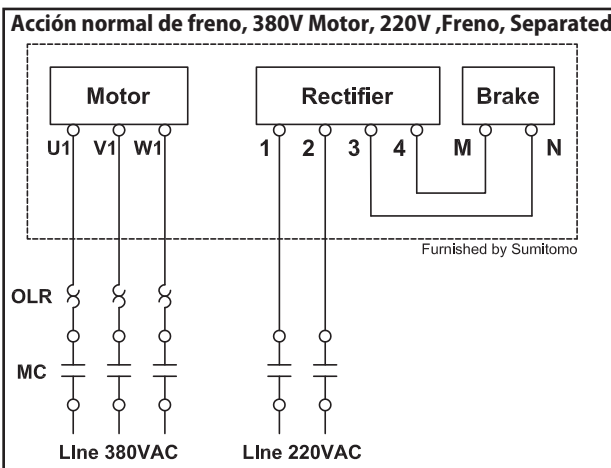 Acción normal de freno, 380V Motor, 220V ,Freno, Separated
Motor Rectifier Brake
U1 V1 W1 1 2 3 4 M N
Furnished by Sumitomo
OLR
MC
LIne 380VAC LIne 220VAC